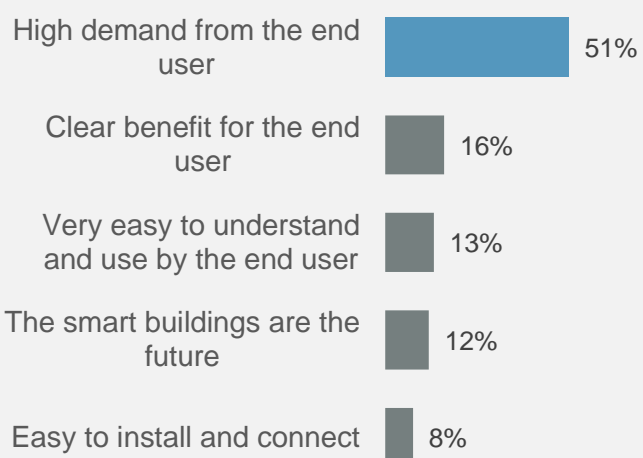 High demand from the end
user
51%
Clear benefit for the end
user
16%
Very easy to understand
and use by the end user
13%
The smart buildings are the
future
12%
Easy to install and connect
8%